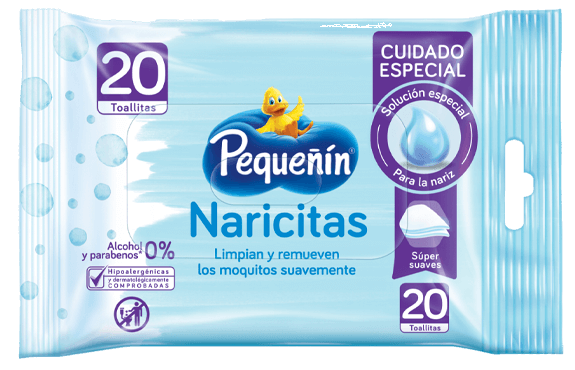 20
Toallitas
CUIDADO
ESPECIAL
Solución especial
Para la nariz
Pequeñín®
Naricitas
Limpian y remueven
los moquitos suavemente
Alcohol
y parabenos* 0%
Hipoalergénicas
y dermatológicamente
COMPROBADAS
Súper
suaves
20
Toallitas